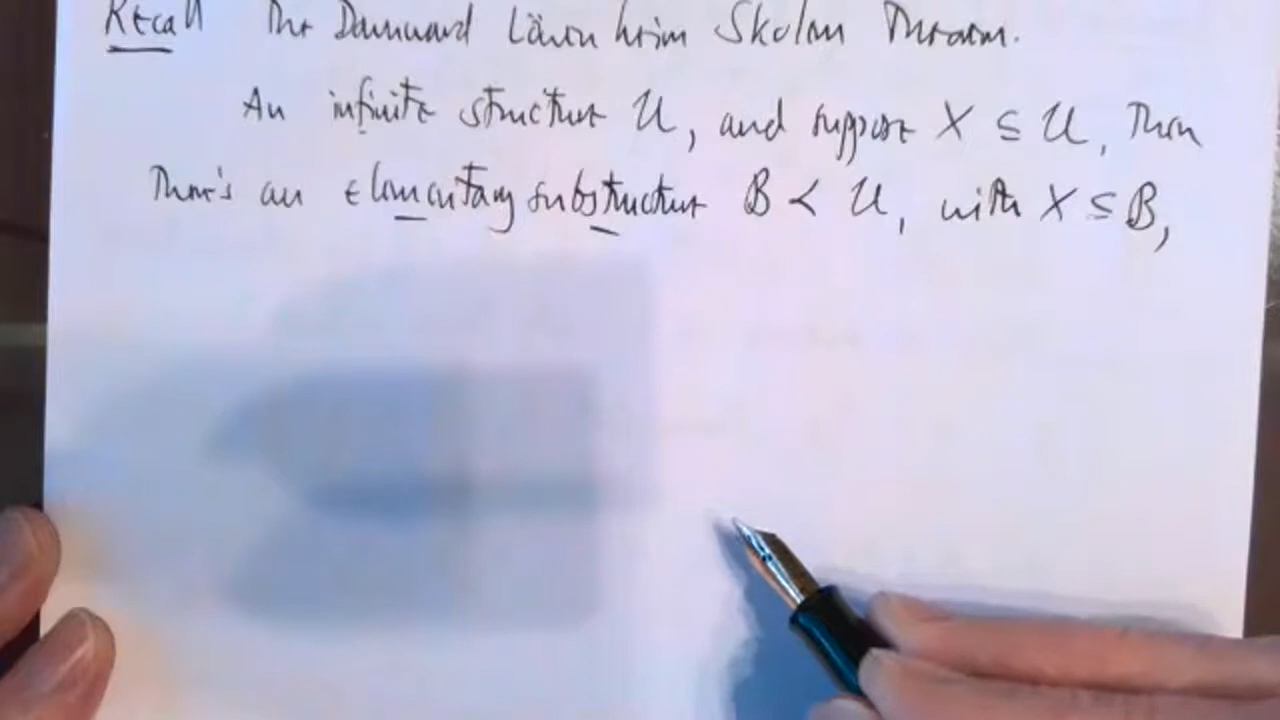 Recall The Downward Löwenheim Skolem Theorem.
An infinite structure 𝔘, and suppose X ⊆ 𝔘, Then
There's an elementary substructure B ≺ 𝔘, with X ⊆ B,